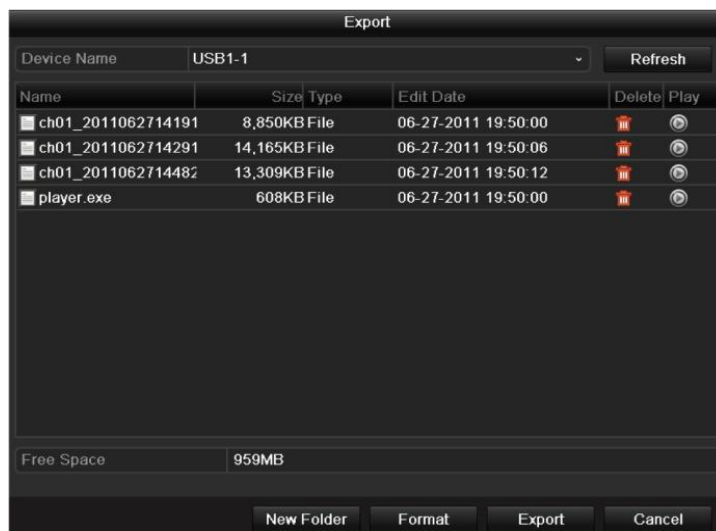 Export
Device Name USB1-1 Refresh
Name Size Type Edit Date Delete Play
ch01_2011062714191 8,850KB File 06-27-2011 19:50:00
ch01_2011062714291 14,165KB File 06-27-2011 19:50:06
ch01_2011062714482 13,309KB File 06-27-2011 19:50:12
player.exe 608KB File 06-27-2011 19:50:00
Free Space 959MB
New Folder Format Export Cancel